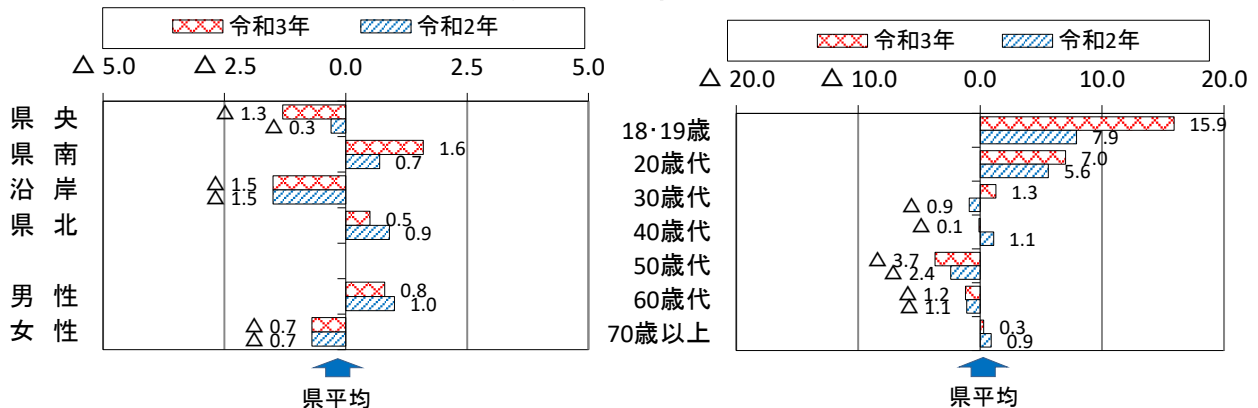 令和3年 令和2年
△ 5.0 △ 2.5 0.0 2.5 5.0
県 央 △ 1.3
△ 0.3
県 南 1.6
0.7
沿 岸 △ 1.5
△ 1.5
県 北 0.5
0.9
男 性 0.8
1.0
女 性 △ 0.7
△ 0.7
県平均
令和3年 令和2年
△ 20.0 △ 10.0 0.0 10.0 20.0
18･19歳 15.9
7.9
20歳代 7.0
5.6
30歳代 1.3
△ 0.9
40歳代 △ 0.1
1.1
50歳代 △ 3.7
△ 2.4
60歳代 △ 1.2
△ 1.1
70歳以上 0.3
0.9
県平均